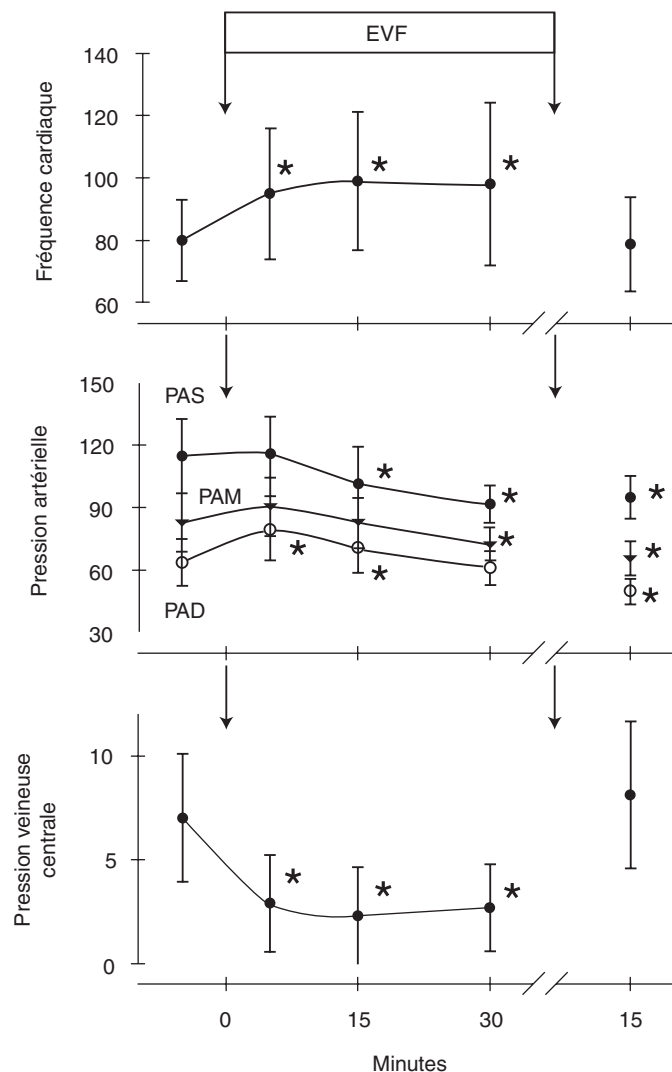 EVF
140
120
100
80
60
Fréquence cardiaque
* * *
150
120
90
60
30
Pression artérielle
PAS
PAM
PAD
* * *
* * *
* * *
10
5
0
Pression veineuse
centrale
* * *
0 15 30 15
Minutes